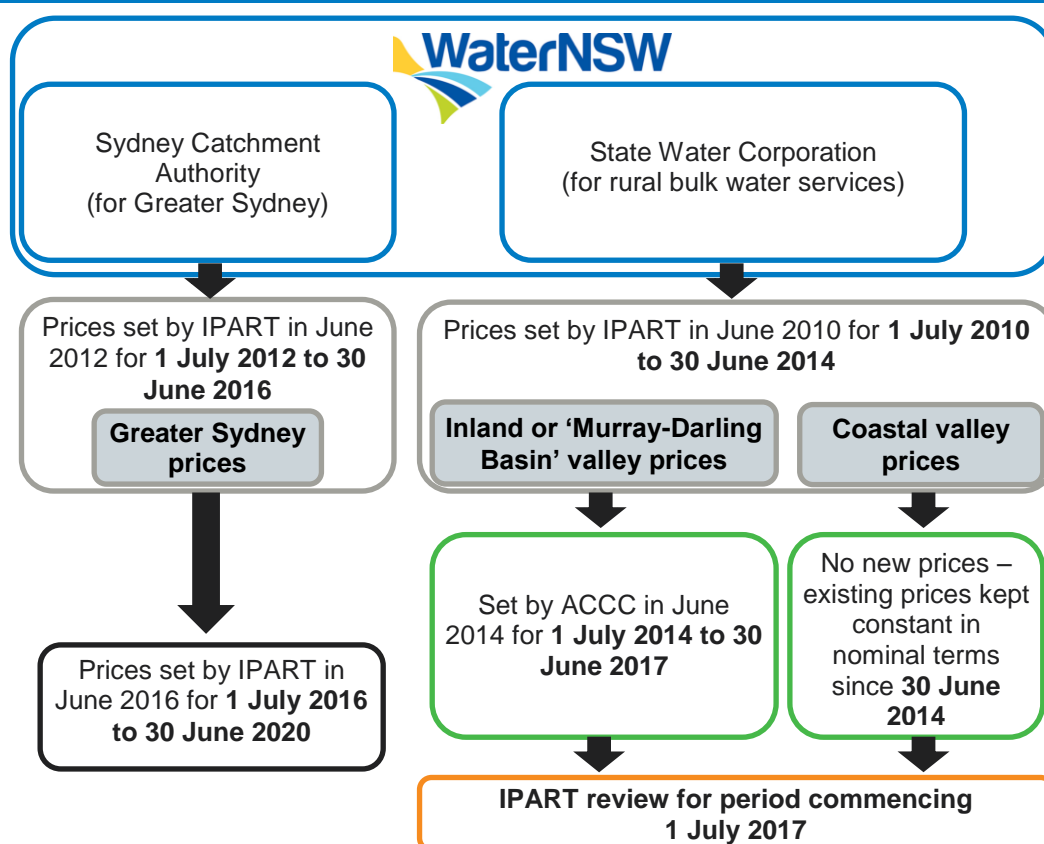 WaterNSW
Sydney Catchment
Authority
(for Greater Sydney)
State Water Corporation
(for rural bulk water services)
Prices set by IPART in June
2012 for 1 July 2012 to 30
June 2016
Greater Sydney
prices
Prices set by IPART in June 2010 for 1 July 2010
to 30 June 2014
Inland or ‘Murray-Darling
Basin’ valley prices
Coastal valley
prices
Prices set by IPART in
June 2016 for 1 July 2016
to 30 June 2020
Set by ACCC in June
2014 for 1 July 2014 to 30
June 2017
No new prices –
existing prices kept
constant in
nominal terms
since 30 June
2014
IPART review for period commencing
1 July 2017